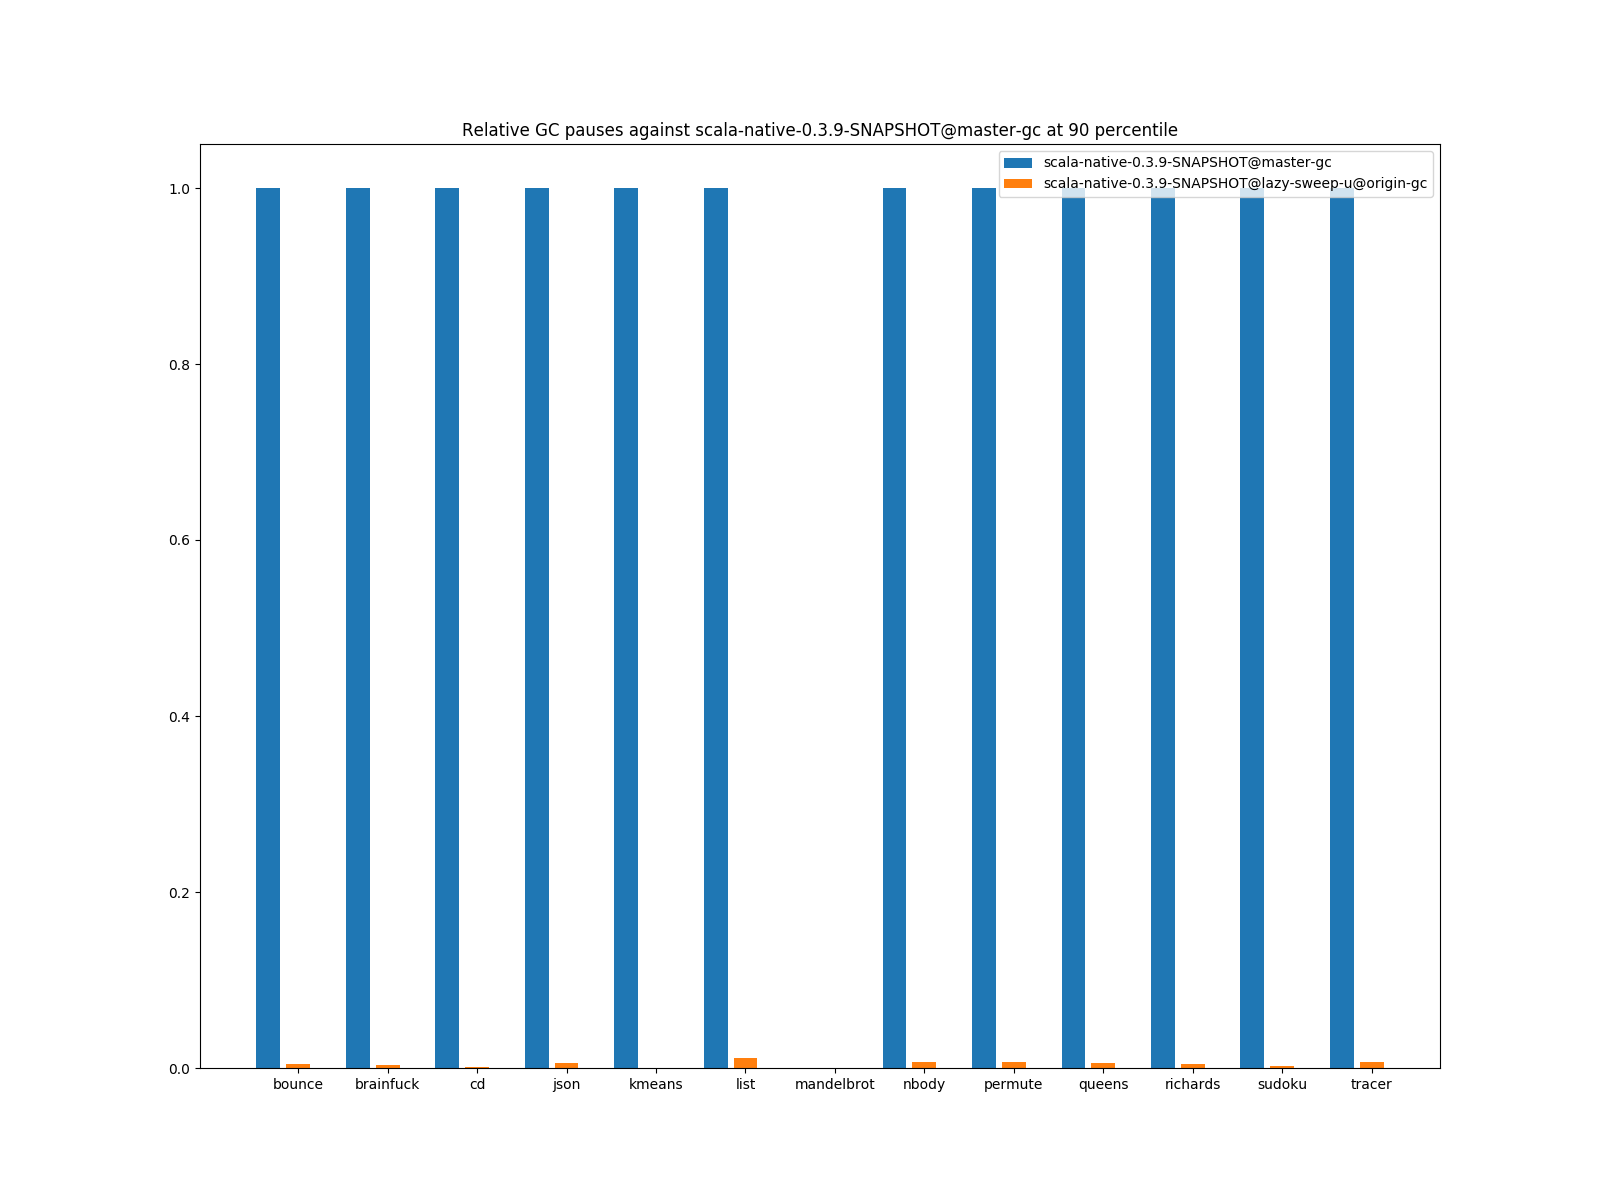 Relative GC pauses against scala-native-0.3.9-SNAPSHOT@master-gc at 90 percentile
scala-native-0.3.9-SNAPSHOT@master-gc
scala-native-0.3.9-SNAPSHOT@lazy-sweep-u@origin-gc
1.0
0.8
0.6
0.4
0.2
0.0
bounce brainfuck cd json kmeans list mandelbrot nbody permute queens richards sudoku tracer